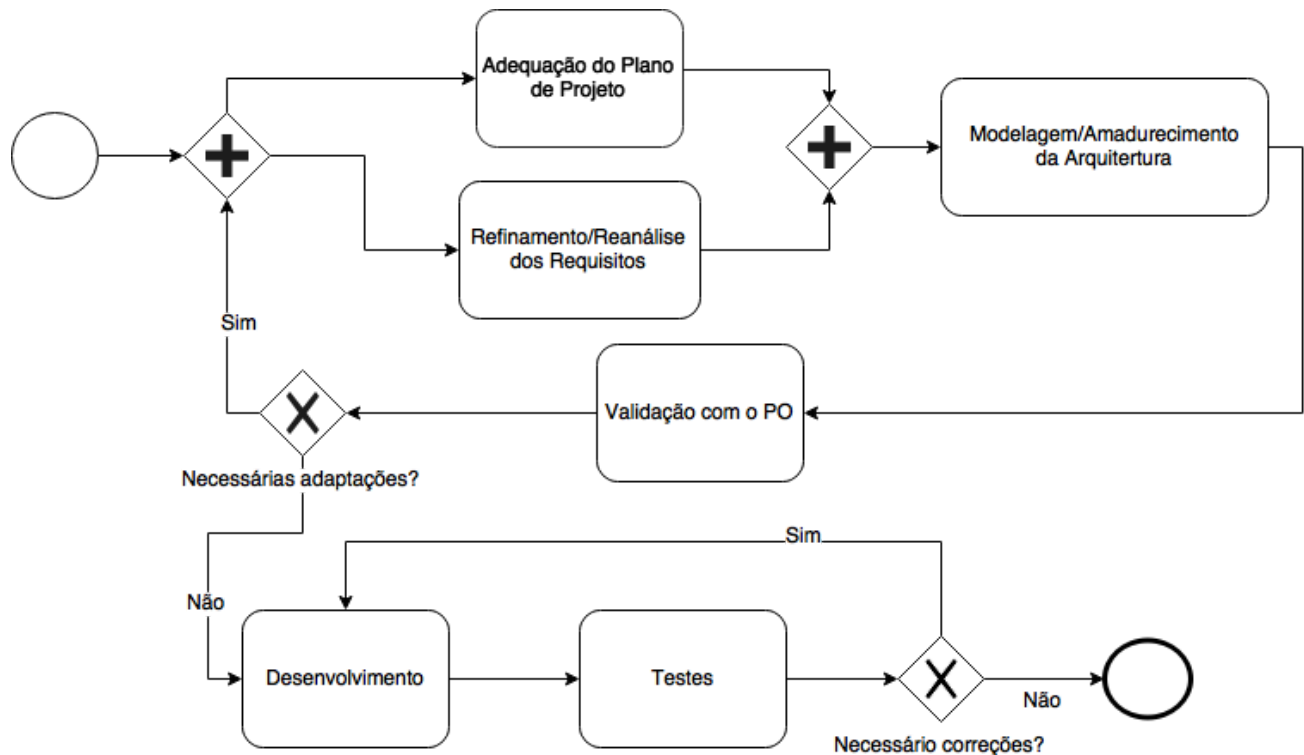 Adequação do Plano
de Projeto
Modelagem/Amadurecimento
da Arquitertura
Refinamento/Reanálise
dos Requisitos
Sim
Validação com o PO
Necessárias adaptações?
Sim
Não
Desenvolvimento
Testes
Não
Necessário correções?